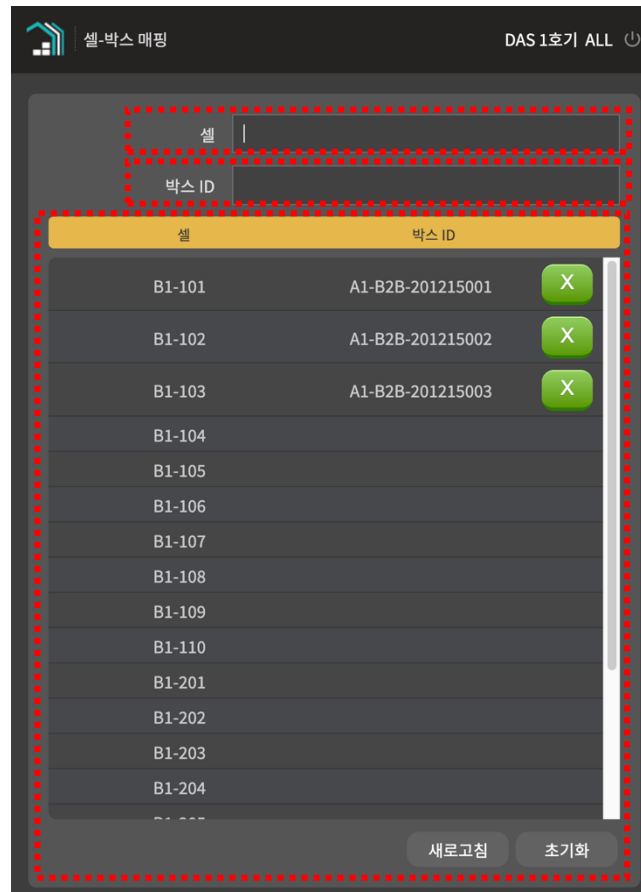 셀-박스 매핑 DAS 1호기 ALL
셀
박스 ID
셀 박스 ID
B1-101 A1-B2B-201215001 X
B1-102 A1-B2B-201215002 X
B1-103 A1-B2B-201215003 X
B1-104
B1-105
B1-106
B1-107
B1-108
B1-109
B1-110
B1-201
B1-202
B1-203
B1-204
새로고침 초기화